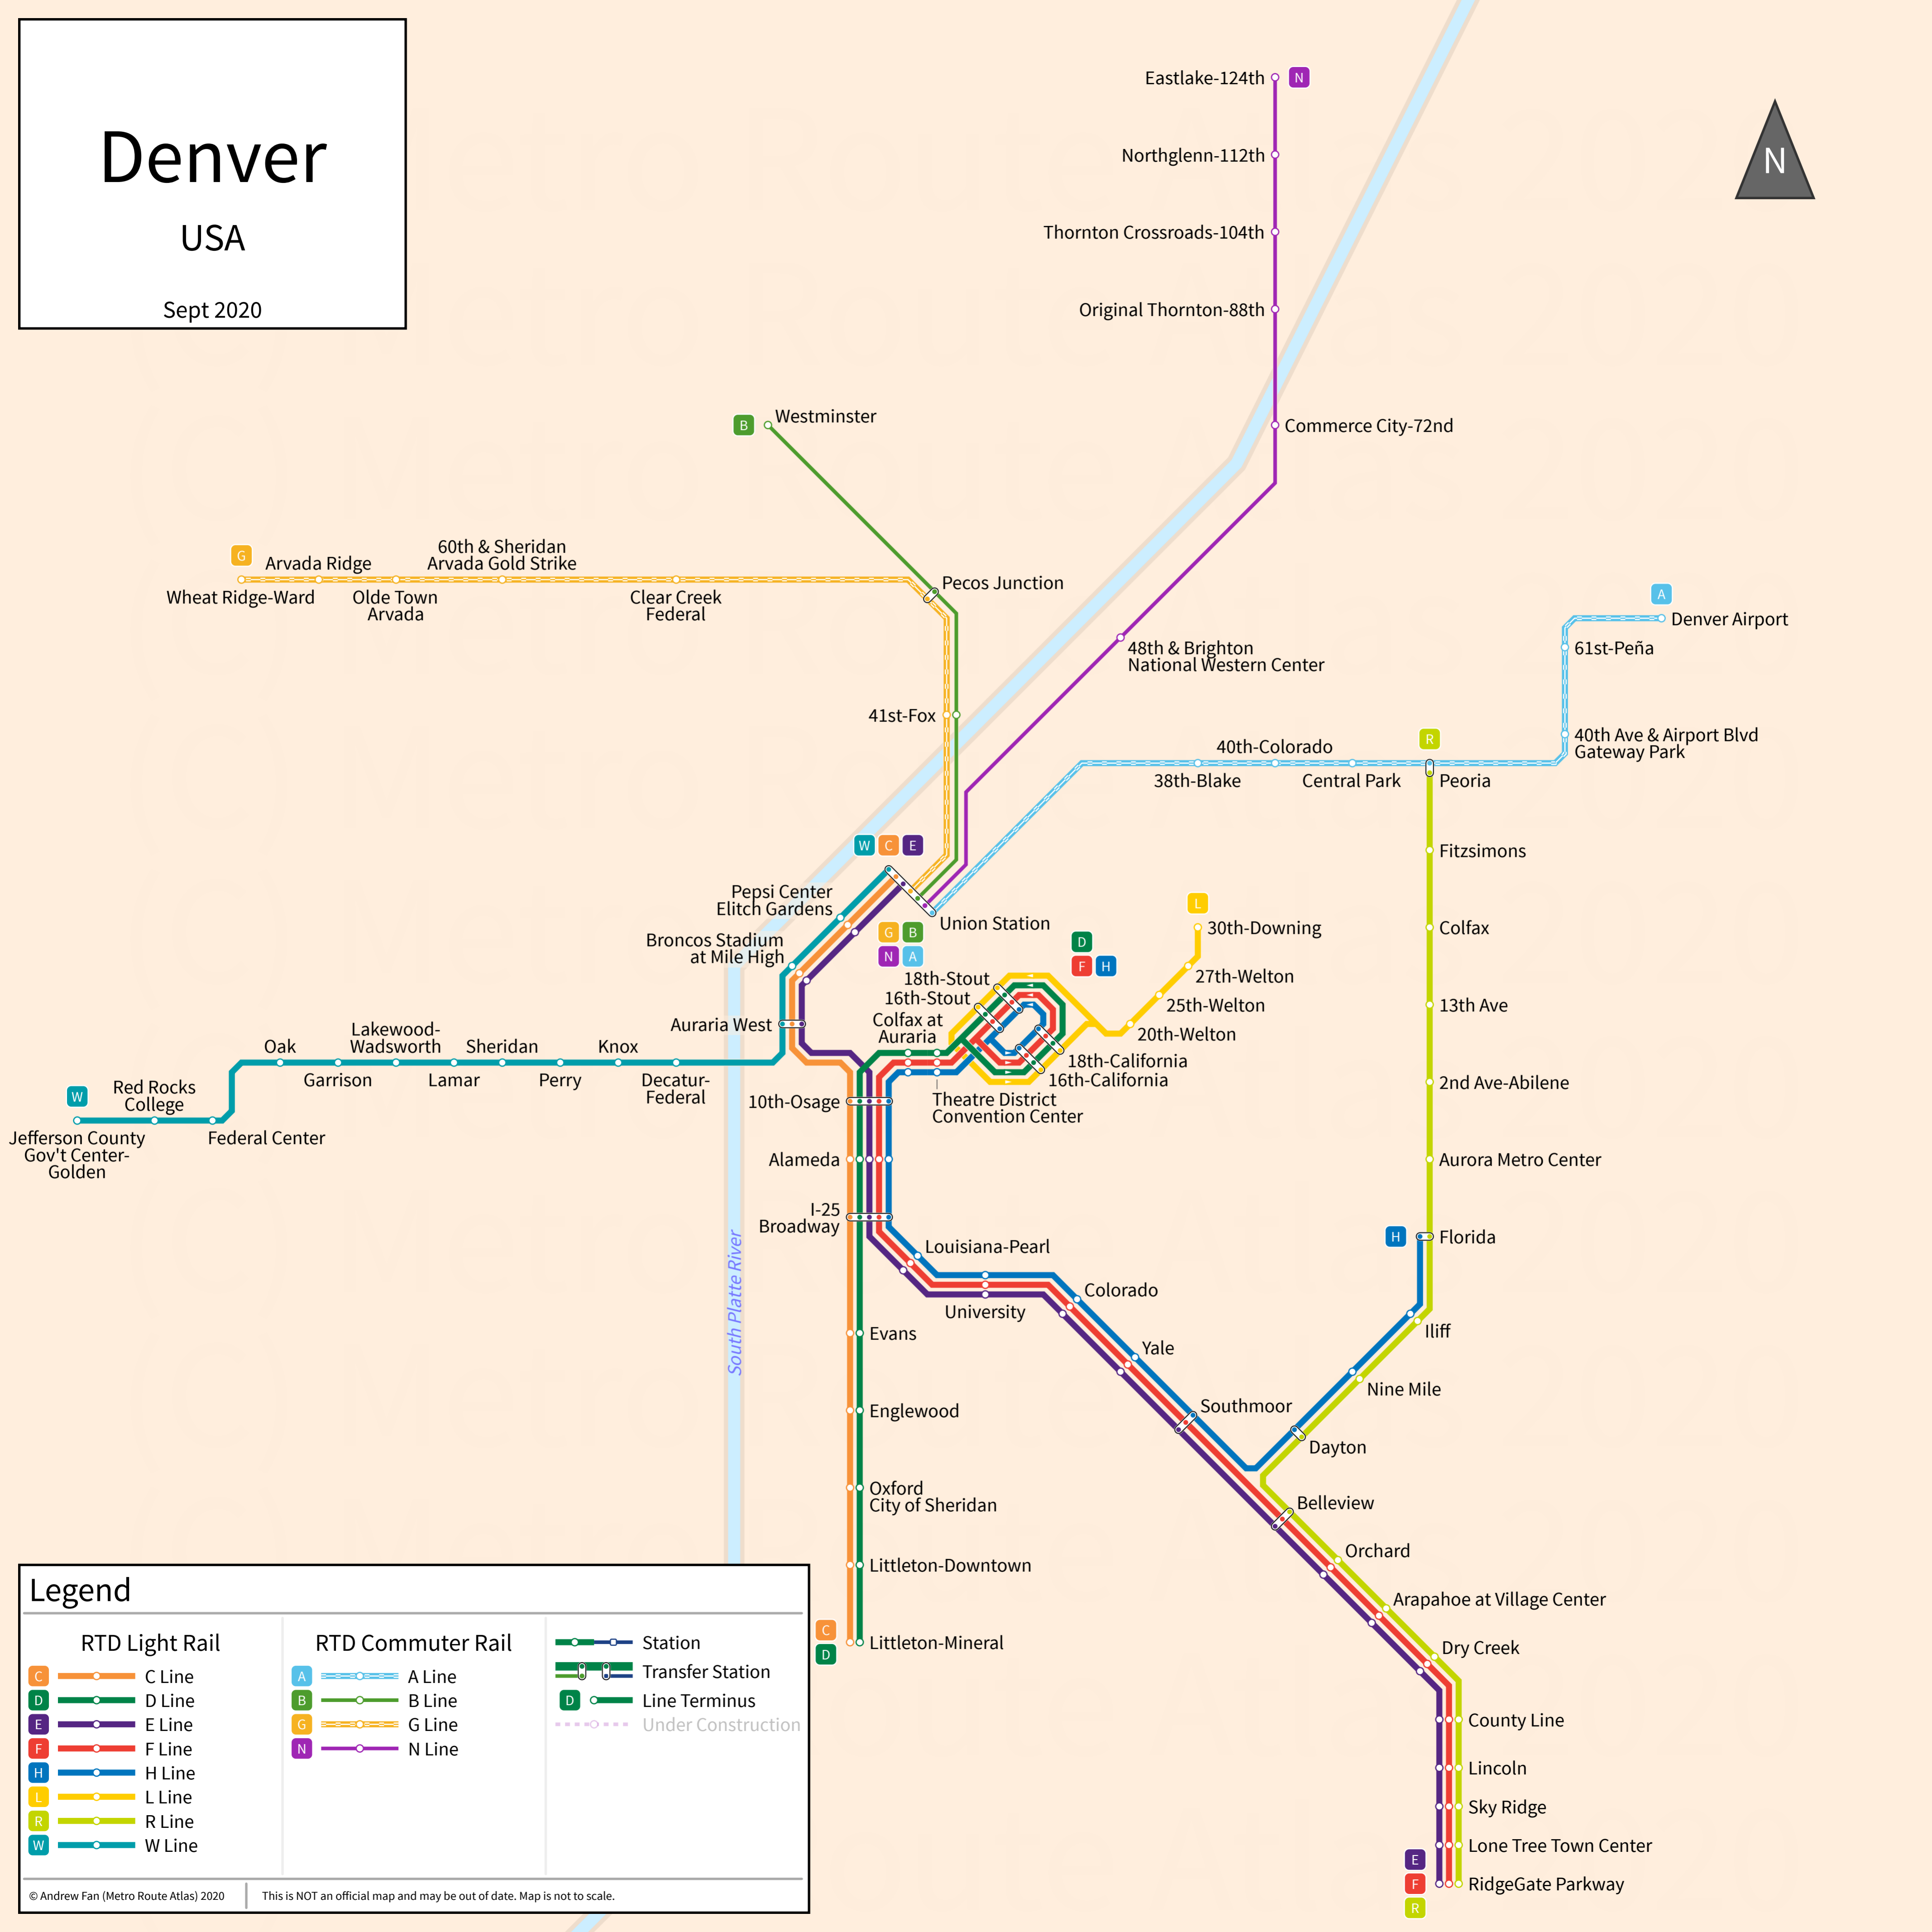 Denver
USA
Sept 2020
N
Eastlake-124th
N
Northglenn-112th
Thornton Crossroads-104th
Original Thornton-88th
Commerce City-72nd
B
Westminster
G
Arvada Ridge
60th & Sheridan
Arvada Gold Strike
Wheat Ridge-Ward
Olde Town
Arvada
Clear Creek
Federal
Pecos Junction
41st-Fox
48th & Brighton
National Western Center
A
Denver Airport
61st-Peña
40th Ave & Airport Blvd
Gateway Park
40th-Colorado
38th-Blake
Central Park
R
Peoria
Fitzsimons
Colfax
13th Ave
2nd Ave-Abilene
Aurora Metro Center
H
Florida
Iliff
Nine Mile
Dayton
W C E
Pepsi Center
Elitch Gardens
Union Station
G B
N A
Broncos Stadium
at Mile High
Auraria West
L
30th-Downing
27th-Welton
25th-Welton
20th-Welton
D
F H
18th-Stout
16th-Stout
Colfax at
Auraria
18th-California
16th-California
Theatre District
Convention Center
Oak
Lakewood-
Wadsworth
Sheridan
Knox
Garrison
Lamar
Perry
Decatur-
Federal
W
Red Rocks
College
Jefferson County
Gov't Center-
Golden
Federal Center
10th-Osage
Alameda
I-25
Broadway
South Platte River
Louisiana-Pearl
University
Colorado
Yale
Southmoor
Belleview
Orchard
Arapahoe at Village Center
Dry Creek
County Line
Lincoln
Sky Ridge
Lone Tree Town Center
RidgeGate Parkway
E
F
R
Evans
Englewood
Oxford
City of Sheridan
Littleton-Downtown
Littleton-Mineral
C
D
Legend
RTD Light Rail
C C Line
D D Line
E E Line
F F Line
H H Line
L L Line
R R Line
W W Line
RTD Commuter Rail
A A Line
B B Line
G G Line
N N Line
Station
Transfer Station
D Line Terminus
Under Construction
© Andrew Fan (Metro Route Atlas) 2020
This is NOT an official map and may be out of date. Map is not to scale.